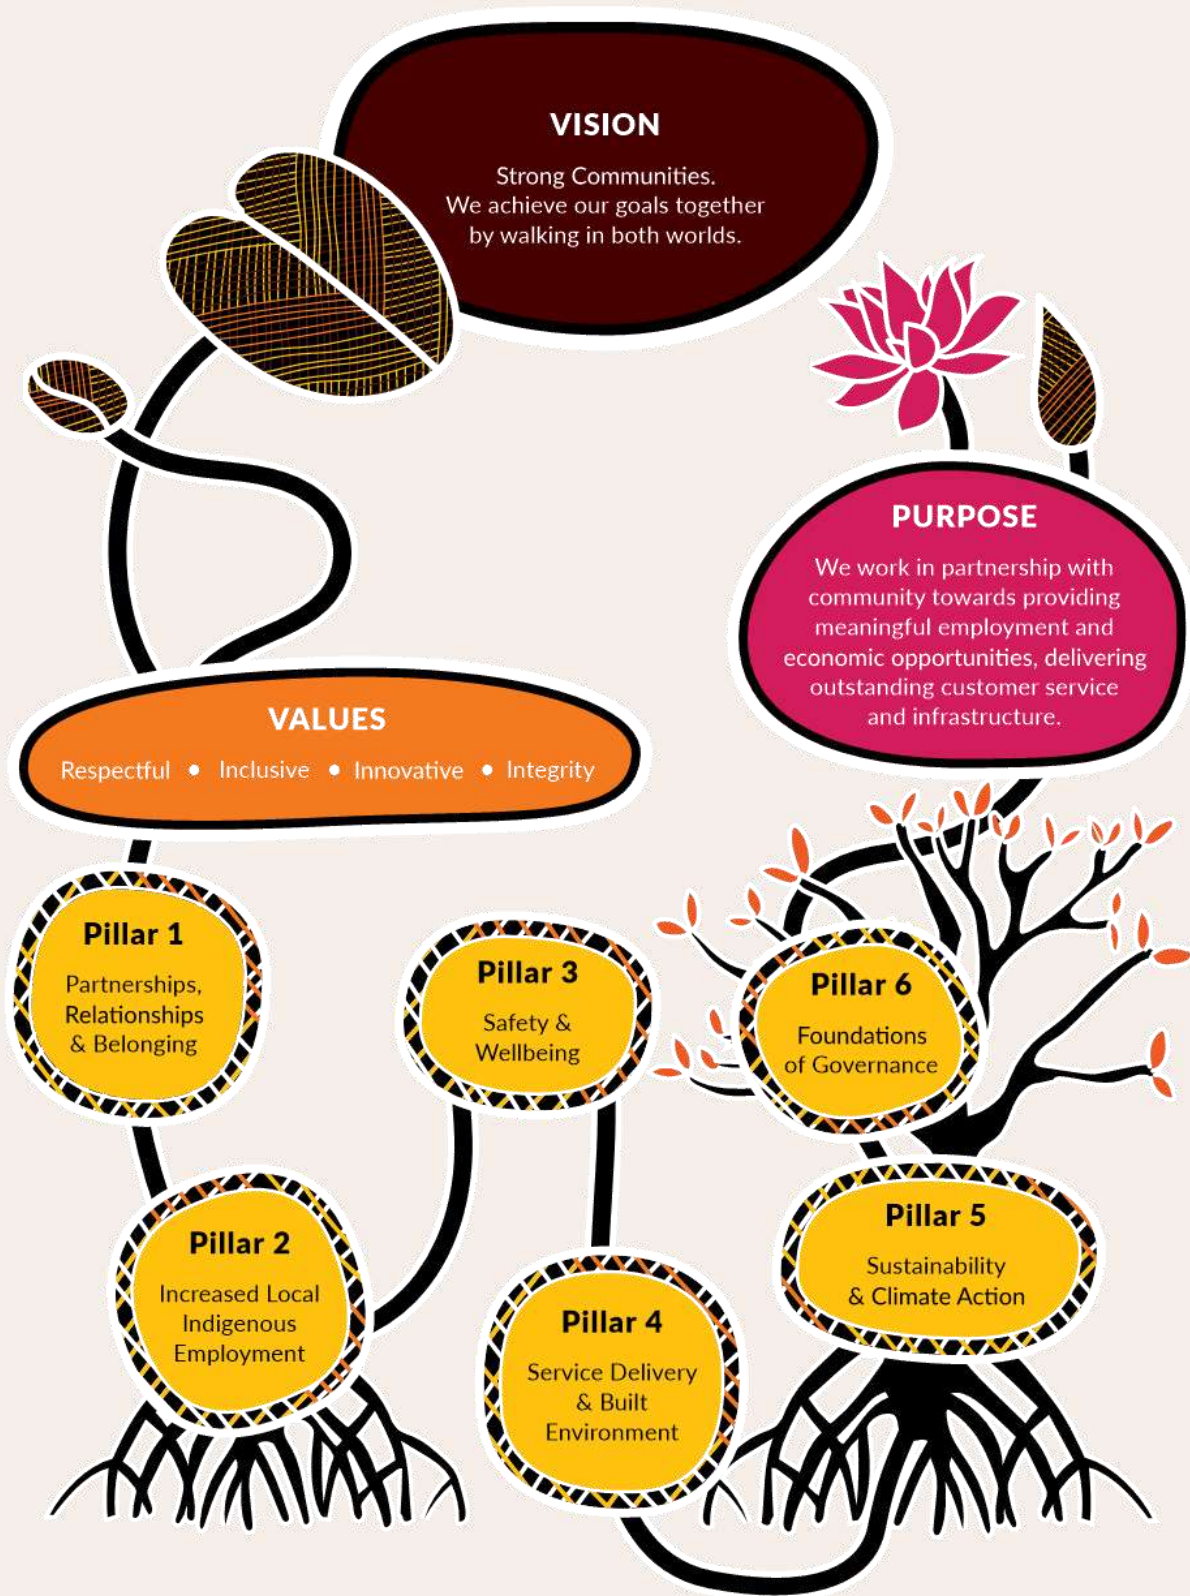 VISION
Strong Communities.
We achieve our goals together
by walking in both worlds.
PURPOSE
We work in partnership with
community towards providing
meaningful employment and
economic opportunities, delivering
outstanding customer service
and infrastructure.
VALUES
Respectful • Inclusive • Innovative • Integrity
Pillar 1
Partnerships,
Relationships
& Belonging
Pillar 2
Increased Local
Indigenous
Employment
Pillar 3
Safety &
Wellbeing
Pillar 4
Service Delivery
& Built
Environment
Pillar 5
Sustainability
& Climate Action
Pillar 6
Foundations
of Governance